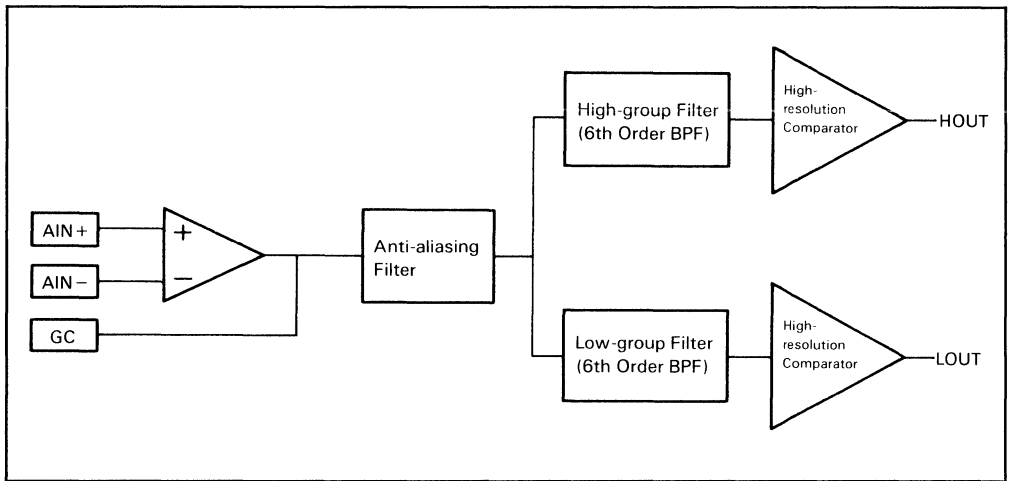 AIN+
AIN−
GC
+
−
Anti-aliasing
Filter
High-group Filter
(6th Order BPF)
High-
resolution
Comparator
HOUT
Low-group Filter
(6th Order BPF)
High-
resolution
Comparator
LOUT